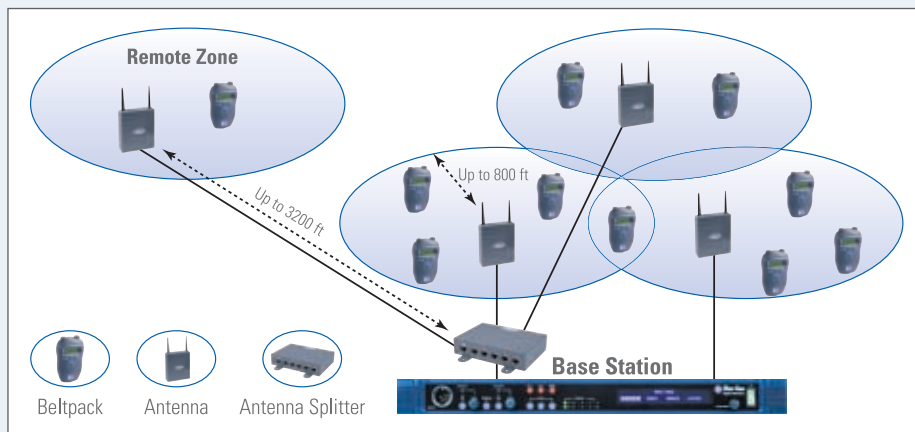 Remote Zone
Up to 800 ft
Up to 3200 ft
Base Station
Beltpack
Antenna
Antenna Splitter